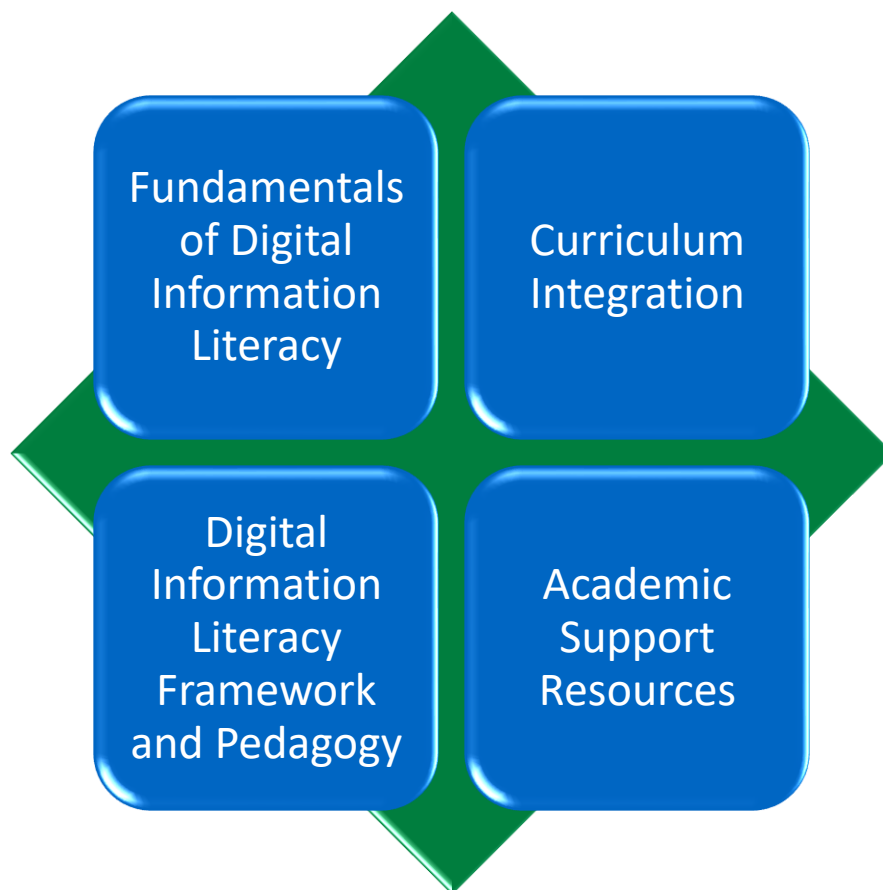 Fundamentals
of Digital
Information
Literacy
Curriculum
Integration
Digital
Information
Literacy
Framework
and Pedagogy
Academic
Support
Resources